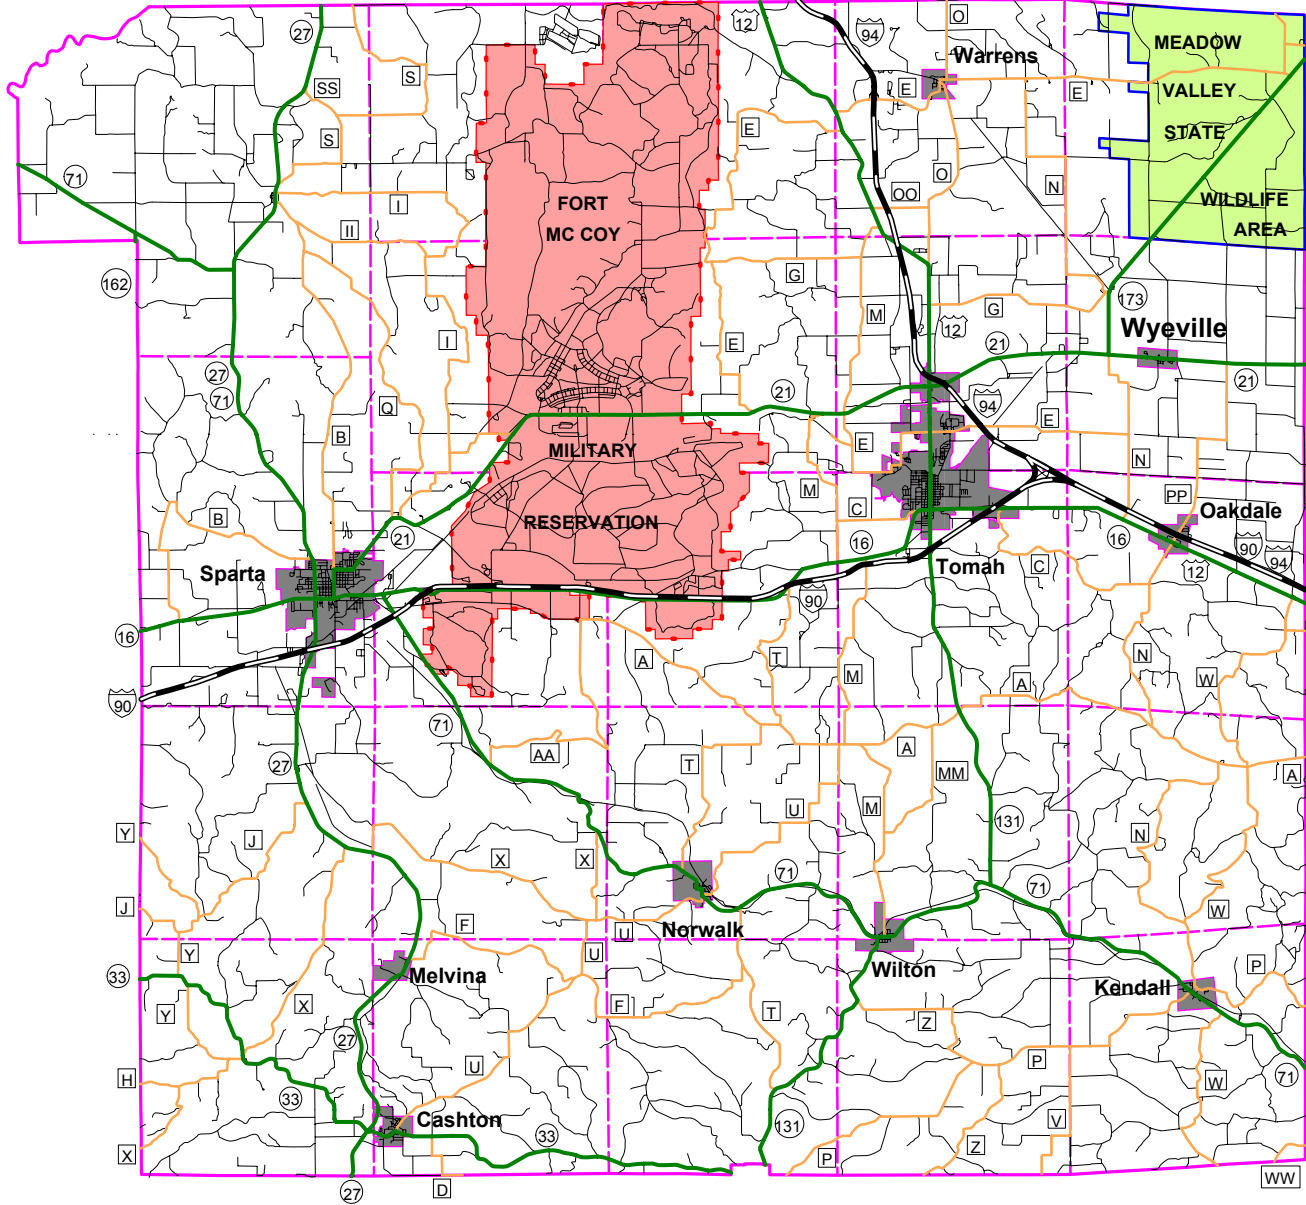 27
12
94
O
Warrens
MEADOW
S
SS
E
E
VALLEY
S
E
STATE
71
O
N
I
FORT
OO
WILDLIFE
II
MC COY
AREA
162
G
M
G
173
12
Wyeville
I
E
21
27
71
21
21
Q
94
B
E
E
MILITARY
N
M
PP
B
C
RESERVATION
Oakdale
21
16
16
90
94
Sparta
Tomah
C
12
90
16
A
T
N
M
W
A
90
71
27
AA
T
A
MM
A
U
M
131
Y
J
N
X
X
71
71
J
F
W
U
Norwalk
Y
U
Wilton
P
33
Melvina
Kendall
X
F
T
Y
Z
27
U
P
H
W
71
33
Cashton
131
V
33
Z
X
P
D
27
WW